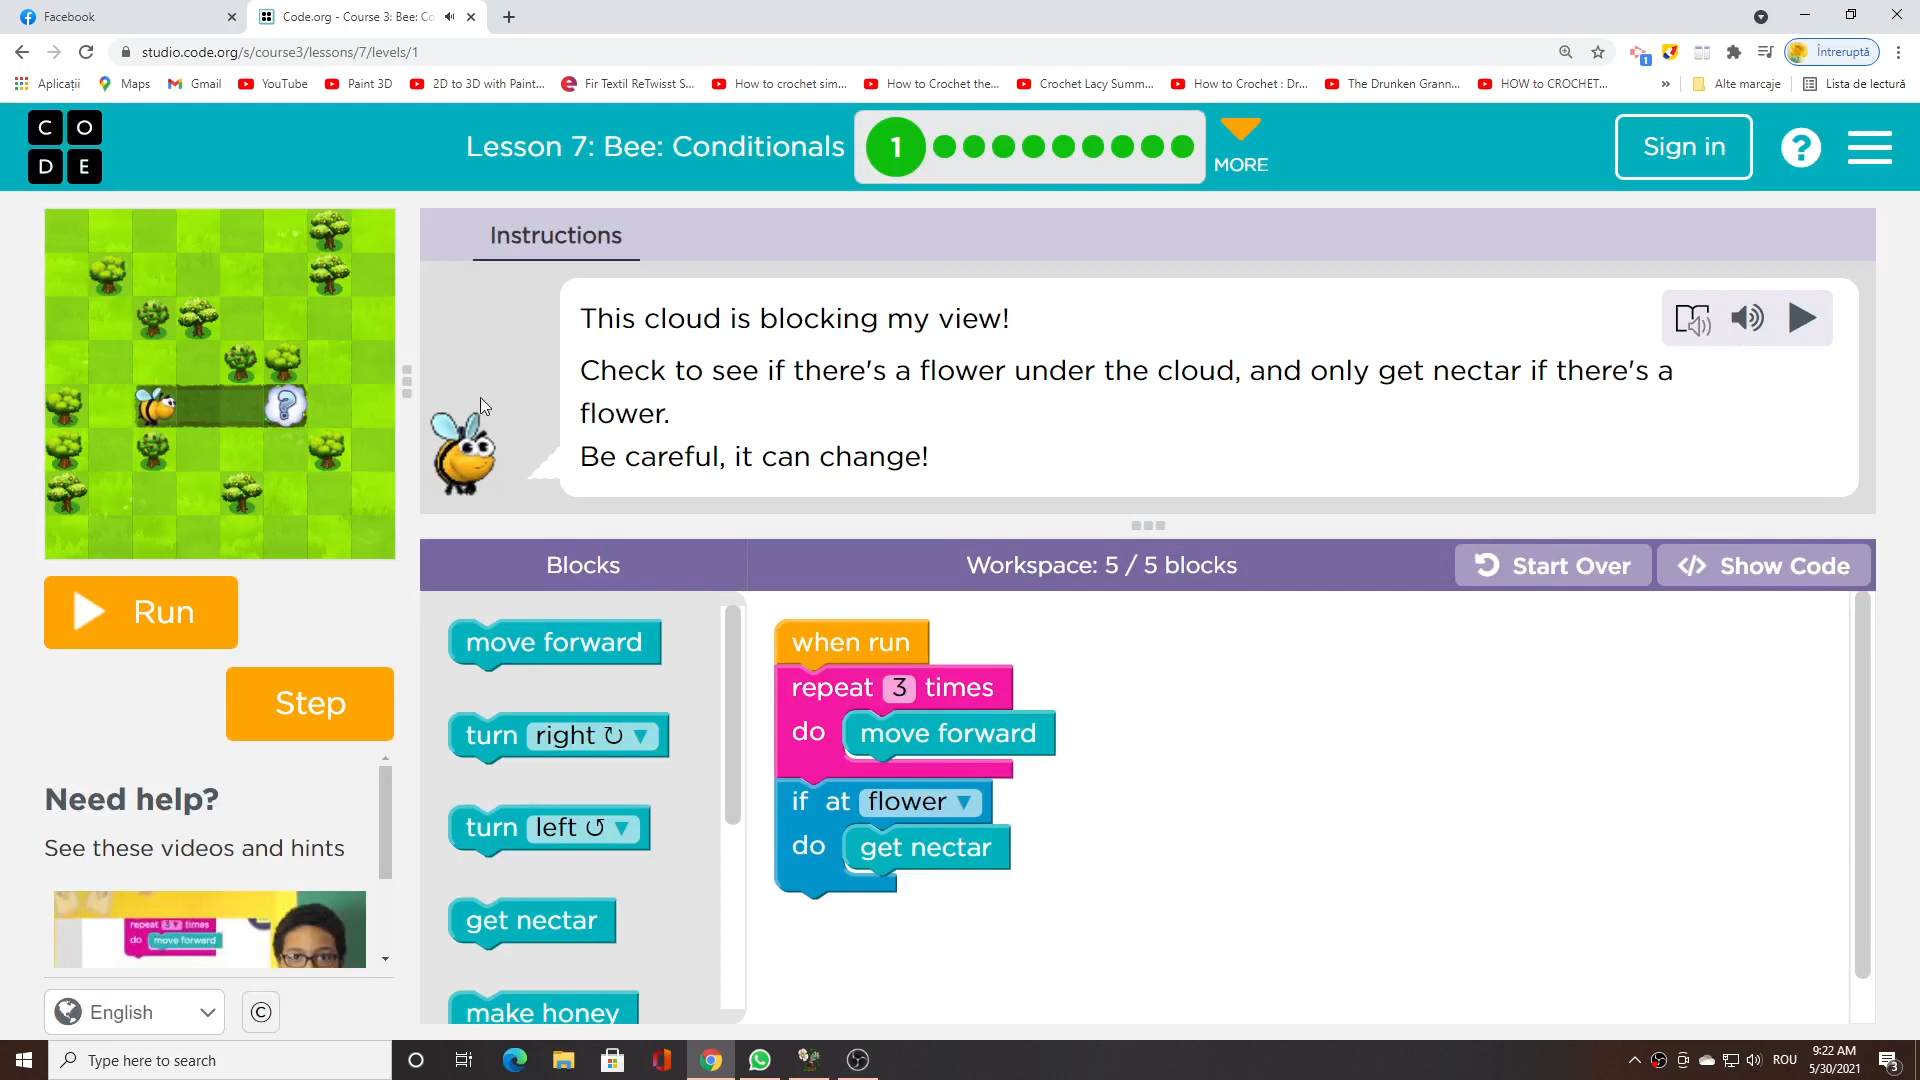 Facebook
Code.org - Course 3: Bee: Co
studio.code.org/s/course3/lessons/7/levels/1
1
Întreruptă
Aplicații
Maps
Gmail
YouTube
Paint 3D
2D to 3D with Paint...
Fir Textil ReTwisst S...
How to crochet sim...
How to Crochet the...
Crochet Lacy Summ...
How to Crochet : Dr...
The Drunken Grann...
HOW to CROCHET...
»
Alte marcaje
Lista de lectură
C O
D E
Lesson 7: Bee: Conditionals
1
MORE
Sign in
?
Instructions
This cloud is blocking my view!
Check to see if there's a flower under the cloud, and only get nectar if there's a
flower.
Be careful, it can change!
?
Run
Step
Need help?
See these videos and hints
repeat 3 times
do move forward
English
©
Blocks
Workspace: 5 / 5 blocks
Start Over
</> Show Code
move forward
turn right ↻ ▼
turn left ↺ ▼
get nectar
make honey
when run
repeat 3 times
do move forward
if at flower ▼
do get nectar
Type here to search
ROU
9:22 AM
5/30/2021
3